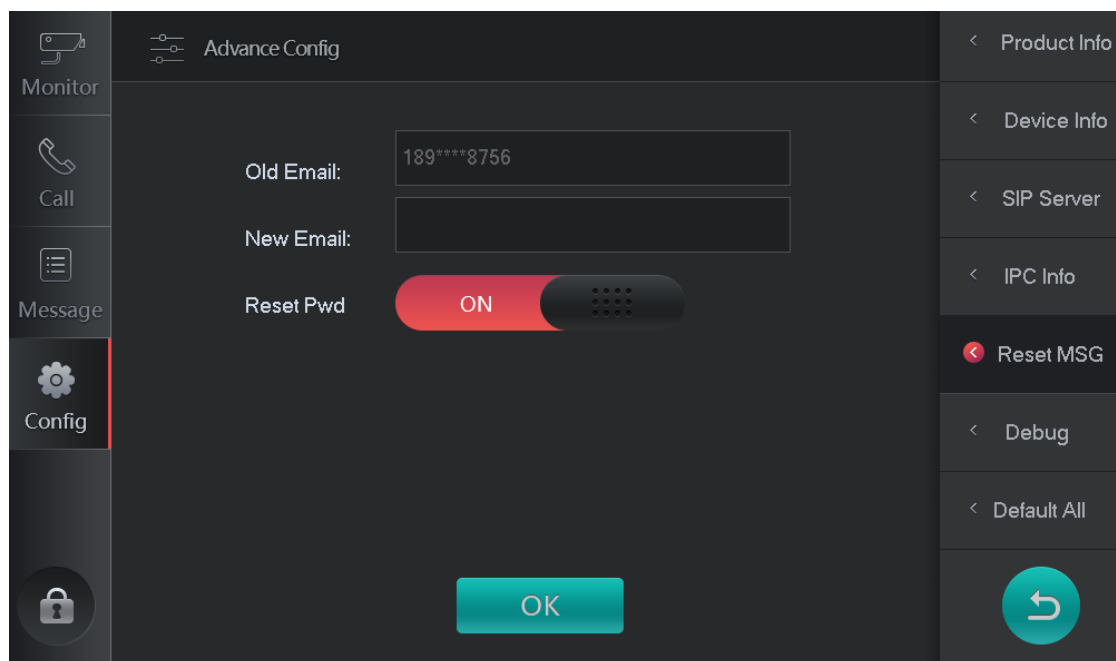 Monitor
Call
Message
Config
Advance Config
Old Email:
189****8756
New Email:
Reset Pwd
ON
OK
Product Info
Device Info
SIP Server
IPC Info
Reset MSG
Debug
Default All